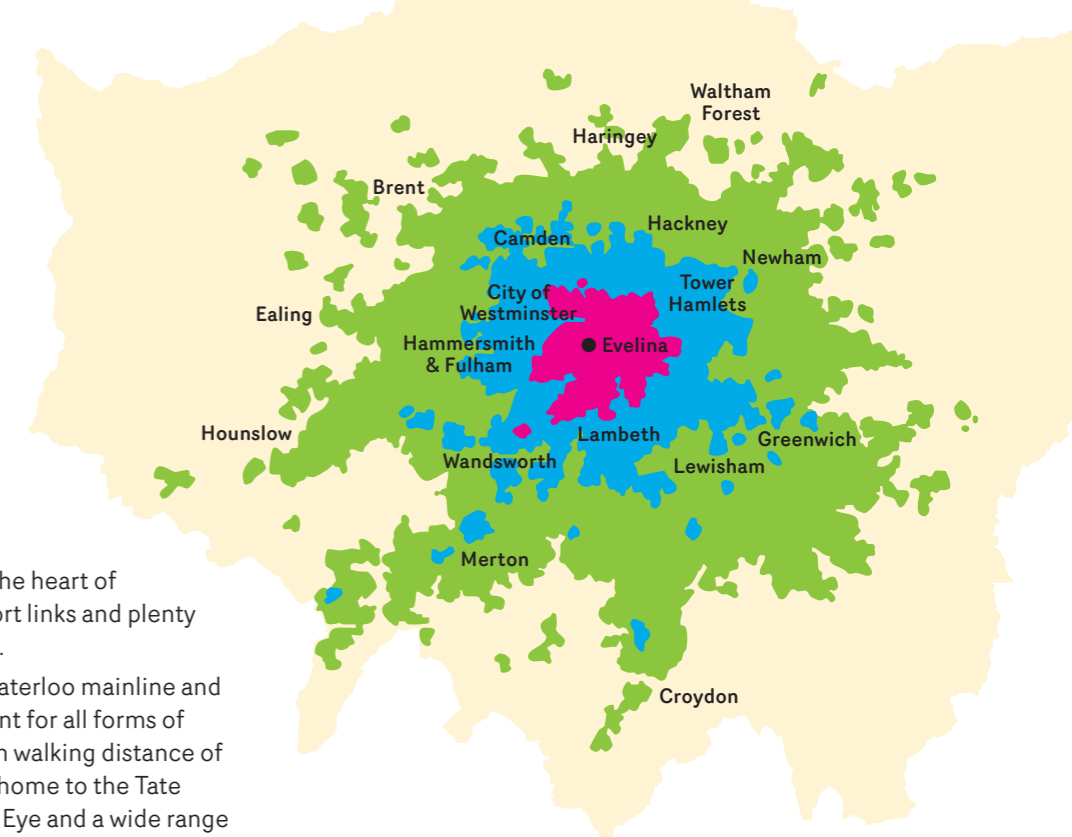 Waltham
Forest
Haringey
Brent
Hackney
Camden
Newham
Tower
Hamlets
City of
Westminster
Ealing
Hammersmith
& Fulham
Evelina
Hounslow
Lambeth
Greenwich
Wandsworth
Lewisham
Merton
Croydon
he heart of
ort links and plenty
.
aterloo mainline and
nt for all forms of
n walking distance of
home to the Tate
Eye and a wide range